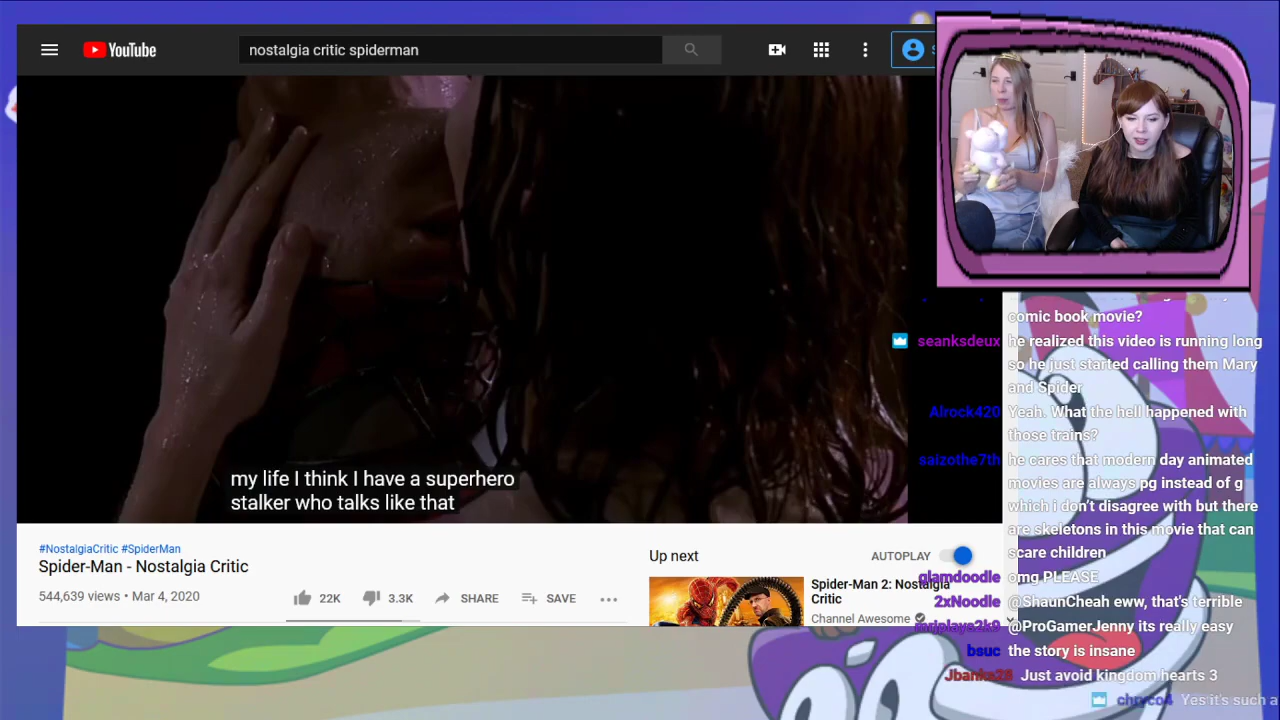 YouTube
nostalgia critic spiderman
my life I think I have a superhero
stalker who talks like that
#NostalgiaCritic #SpiderMan
Spider-Man - Nostalgia Critic
544,639 views • Mar 4, 2020
22K
3.3K
SHARE
SAVE
Up next
AUTOPLAY
Spider-Man 2: Nostalgia
Critic
Channel Awesome
comic book movie?
seanksdeux he realized this video is running long
so he just started calling them Mary
and Spider
Alrock420 Yeah. What the hell happened with
those trains?
saizothe7th he cares that modern day animated
movies are always pg instead of g
which i don't disagree with but there
are skeletons in this movie that can
scare children
glamdoodle omg PLEASE
2xNoodle @ShaunCheah eww, that's terrible
mrjplays2k9 @ProGamerJenny its really easy
bsuc the story is insane
Jbanks28 Just avoid kingdom hearts 3
Yes it's such a